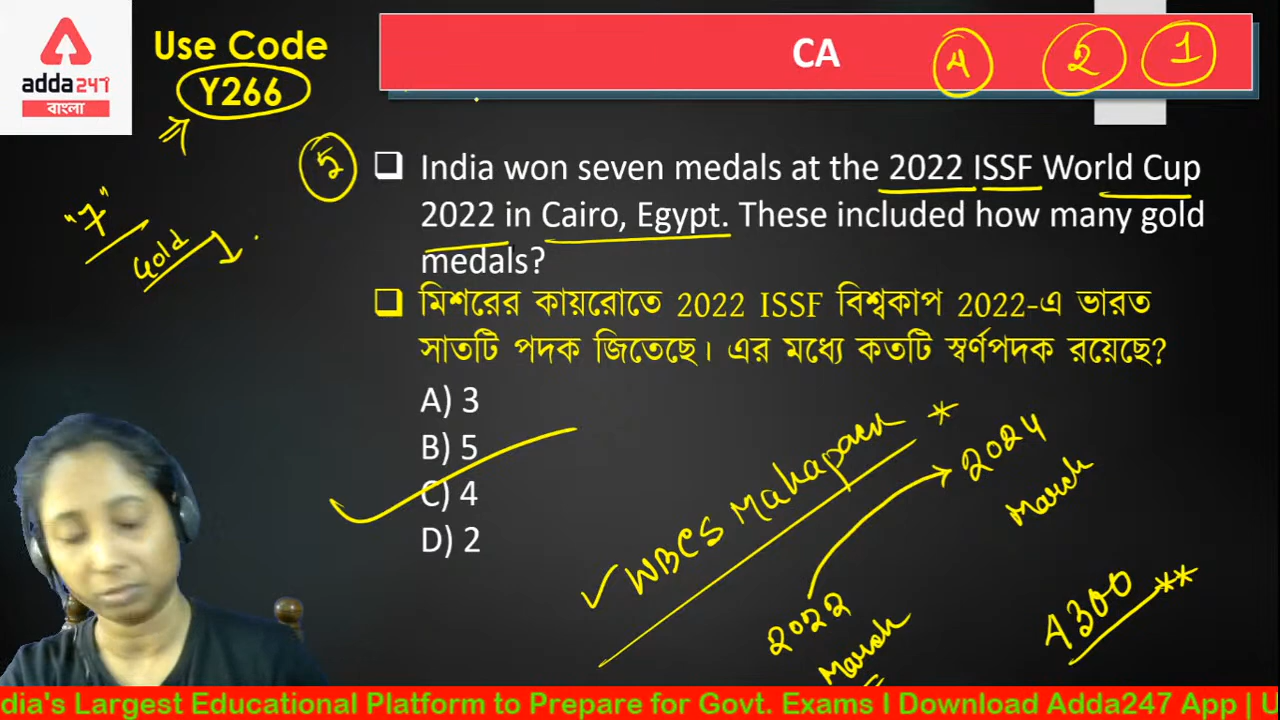 adda247
বাংলা
Use Code
Y266
CA
4
2
1
5
India won seven medals at the 2022 ISSF World Cup
2022 in Cairo, Egypt. These included how many gold
medals?
"7"
Gold
মিশরের কায়রোতে 2022 ISSF বিশ্বকাপ 2022-এ ভারত
সাতটি পদক জিতেছে। এর মধ্যে কতটি স্বর্ণপদক রয়েছে?
A) 3
B) 5
C) 4
D) 2
WBCS Mahapack *
2024
March
2022
March
A300 **
dia's Largest Educational Platform to Prepare for Govt. Exams I Download Adda247 App | U